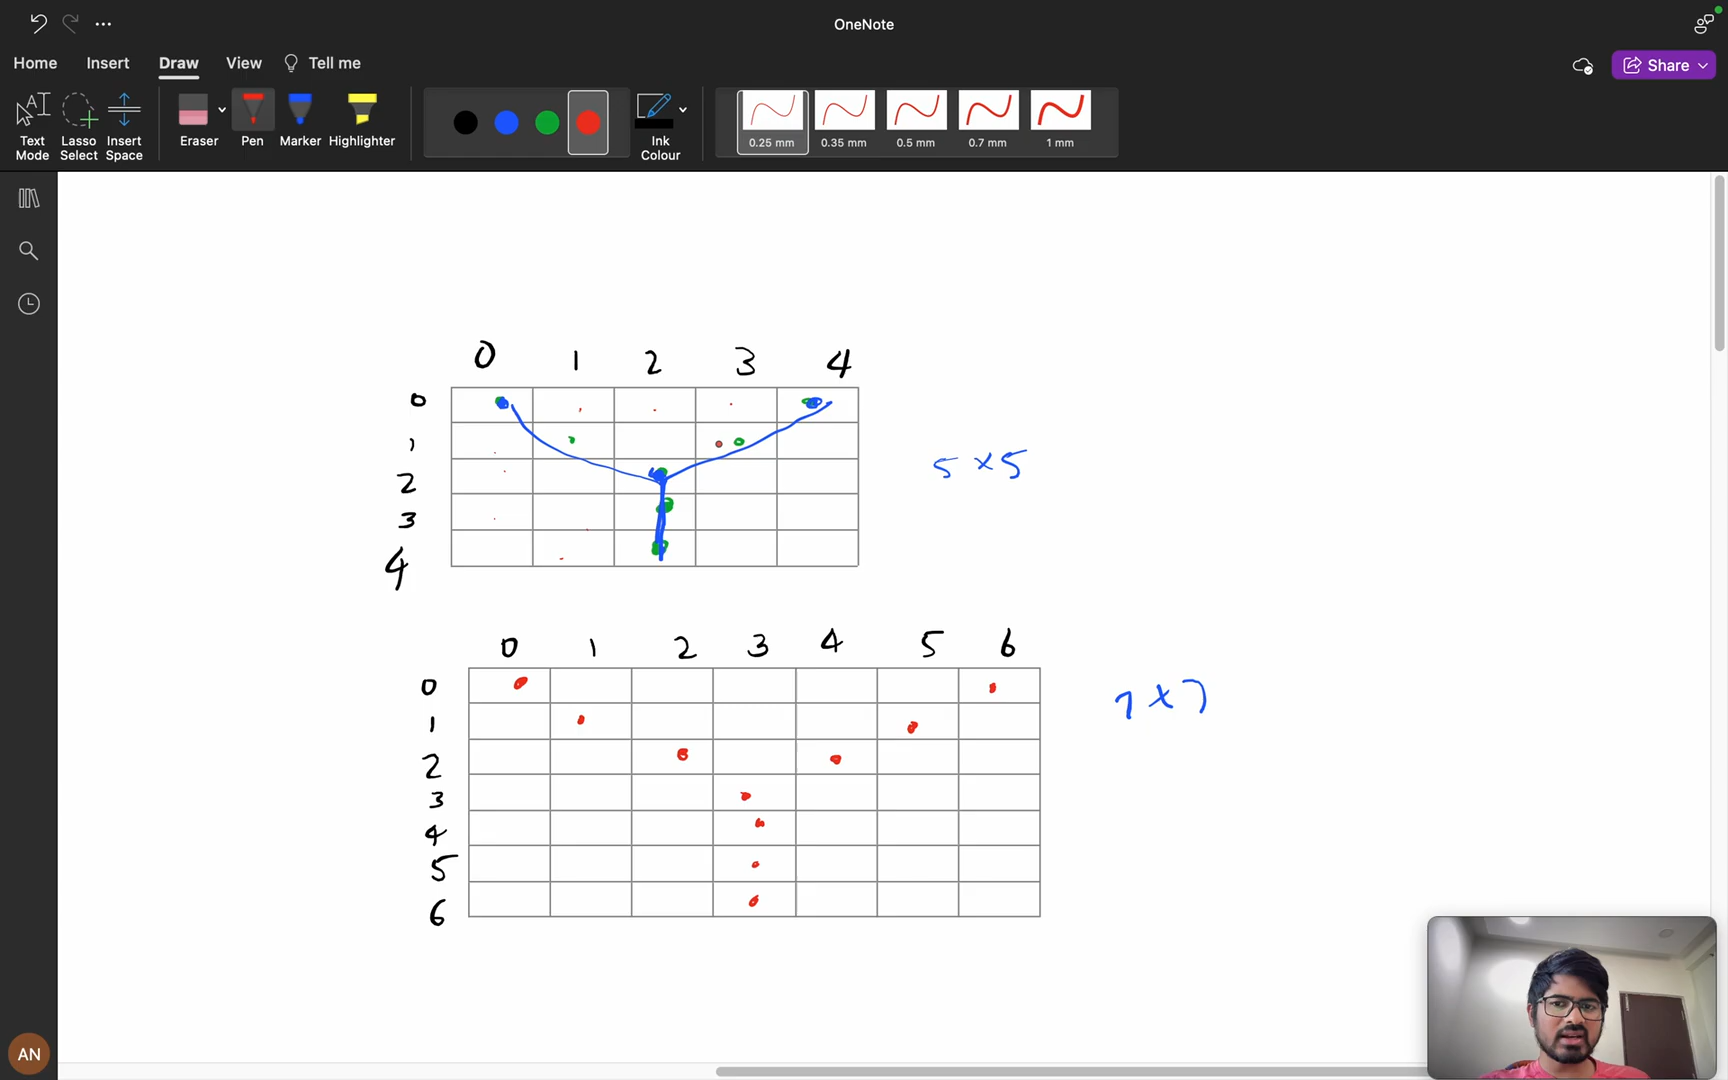 OneNote
Home Insert Draw View Tell me
Share
Text Mode
Lasso Select
Insert Space
Eraser
Pen
Marker
Highlighter
Ink Colour
0.25 mm
0.35 mm
0.5 mm
0.7 mm
1 mm
0 1 2 3 4
0
1
2
3
4
5 x 5
0 1 2 3 4 5 6
0
1
2
3
4
5
6
7 x 7
AN